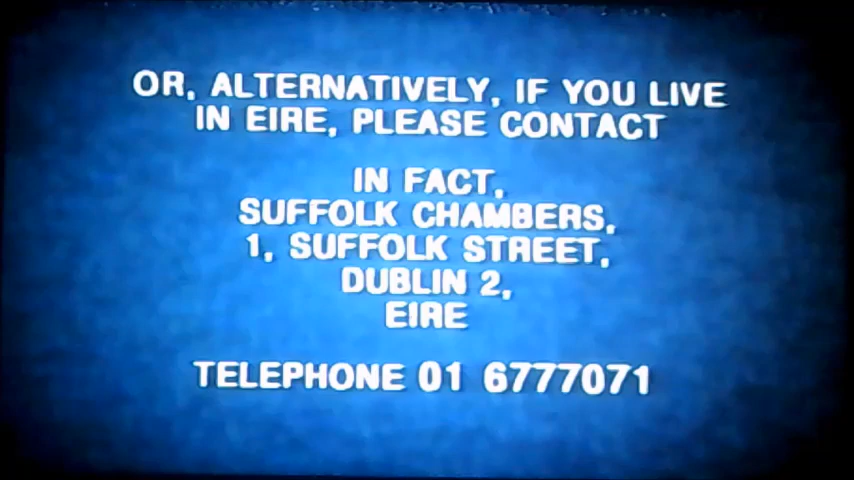 OR, ALTERNATIVELY, IF YOU LIVE
IN EIRE, PLEASE CONTACT
IN FACT,
SUFFOLK CHAMBERS,
1, SUFFOLK STREET,
DUBLIN 2,
EIRE
TELEPHONE 01 6777071